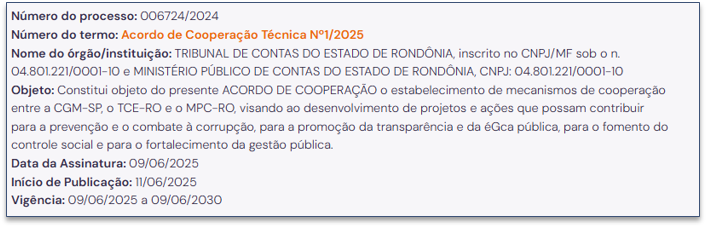 Número do processo: 006724/2024
Número do termo: Acordo de Cooperação Técnica Nº1/2025
Nome do órgão/instituição: TRIBUNAL DE CONTAS DO ESTADO DE RONDÔNIA, inscrito no CNPJ/MF sob o n.
04.801.221/0001-10 e MINISTÉRIO PÚBLICO DE CONTAS DO ESTADO DE RONDÔNIA, CNPJ: 04.801.221/0001-10
Objeto: Constitui objeto do presente ACORDO DE COOPERAÇÃO o estabelecimento de mecanismos de cooperação
entre a CGM-SP, o TCE-RO e o MPC-RO, visando ao desenvolvimento de projetos e ações que possam contribuir
para a prevenção e o combate à corrupção, para a promoção da transparência e da éGca pública, para o fomento do
controle social e para o fortalecimento da gestão pública.
Data da Assinatura: 09/06/2025
Início de Publicação: 11/06/2025
Vigência: 09/06/2025 a 09/06/2030